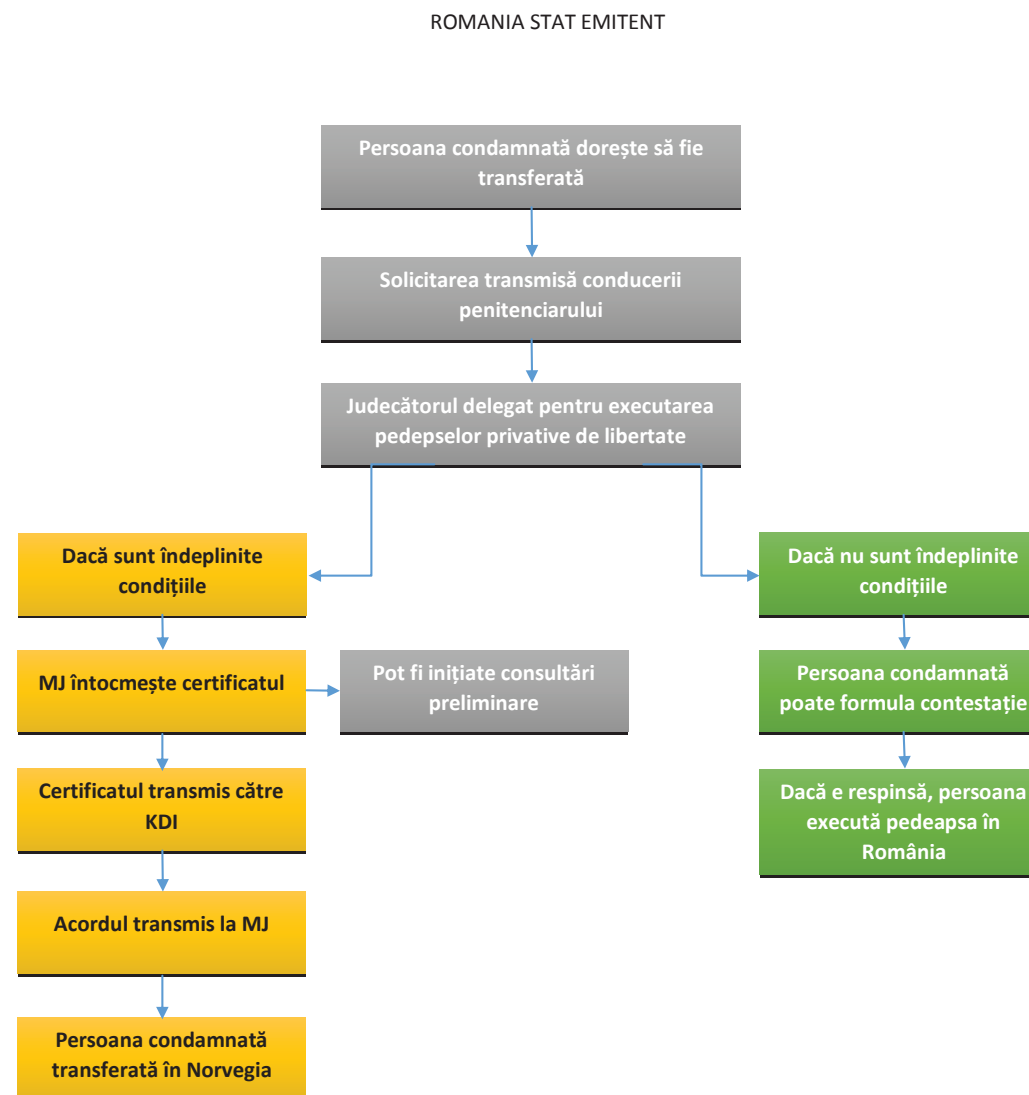 ROMANIA STAT EMITENT
Persoana condamnată dorește să fie
transferată
Solicitarea transmisă conducerii
penitenciarului
Judecătorul delegat pentru executarea
pedepselor privative de libertate
Dacă sunt îndeplinite
condițiile
MJ întocmește certificatul
Pot fi inițiate consultări
preliminare
Certificatul transmis către
KDI
Acordul transmis la MJ
Persoana condamnată
transferată în Norvegia
Dacă nu sunt îndeplinite
condițiile
Persoana condamnată
poate formula contestație
Dacă e respinsă, persoana
execută pedeapsa în
România